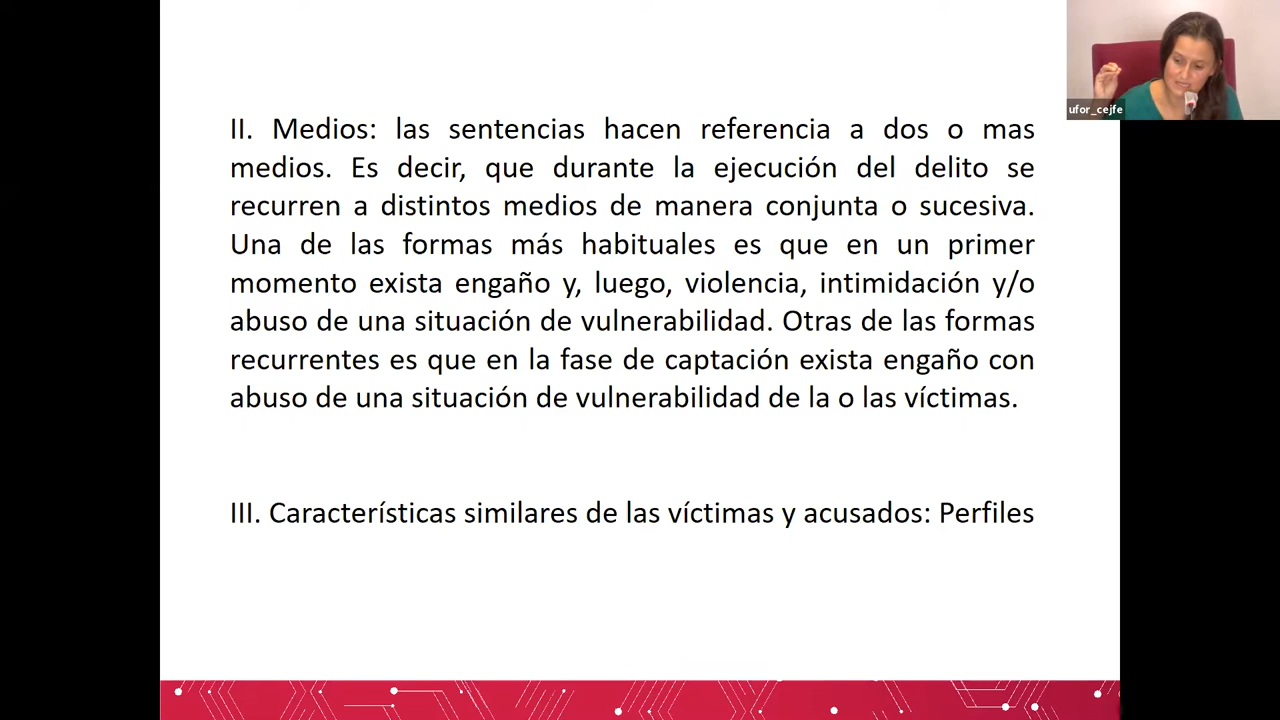 II. Medios: las sentencias hacen referencia a dos o mas
medios. Es decir, que durante la ejecución del delito se
recurren a distintos medios de manera conjunta o sucesiva.
Una de las formas más habituales es que en un primer
momento exista engaño y, luego, violencia, intimidación y/o
abuso de una situación de vulnerabilidad. Otras de las formas
recurrentes es que en la fase de captación exista engaño con
abuso de una situación de vulnerabilidad de la o las víctimas.
III. Características similares de las víctimas y acusados: Perfiles
ufor_cejfe